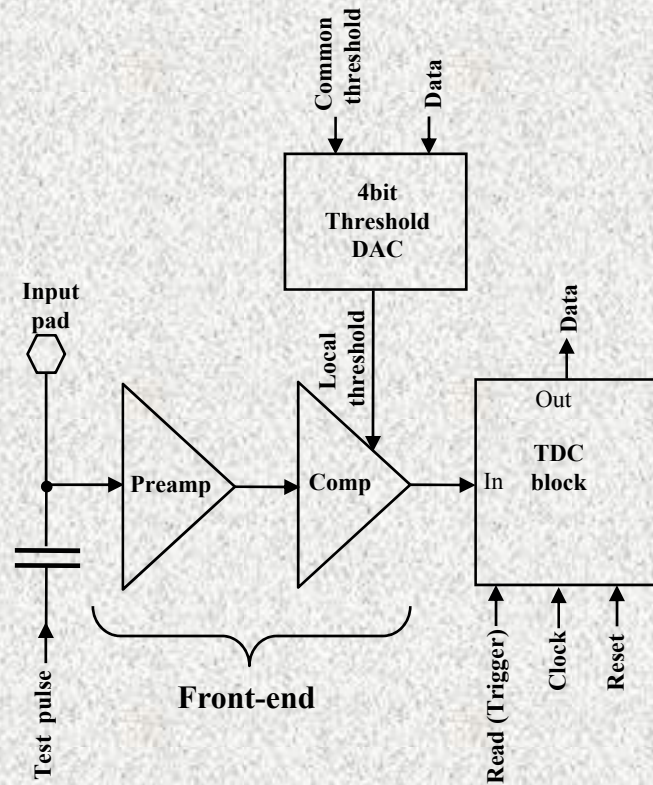 Common
threshold
Data
4bit
Threshold
DAC
Input
pad
Local
threshold
Data
Out
Preamp
Comp
In
TDC
block
Test pulse
Front-end
Read (Trigger)
Clock
Reset